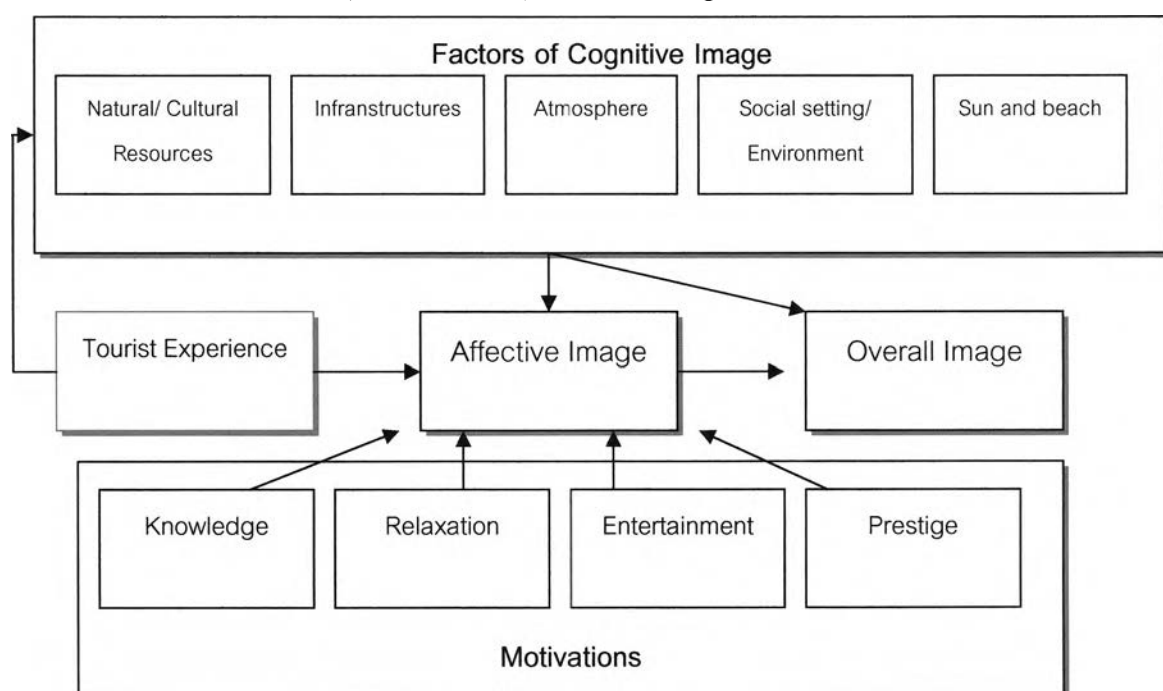 Factors of Cognitive Image
Natural/ Cultural
Resources
Infranstructures
Atmosphere
Social setting/
Environment
Sun and beach
Tourist Experience
Affective Image
Overall Image
Knowledge
Relaxation
Entertainment
Prestige
Motivations